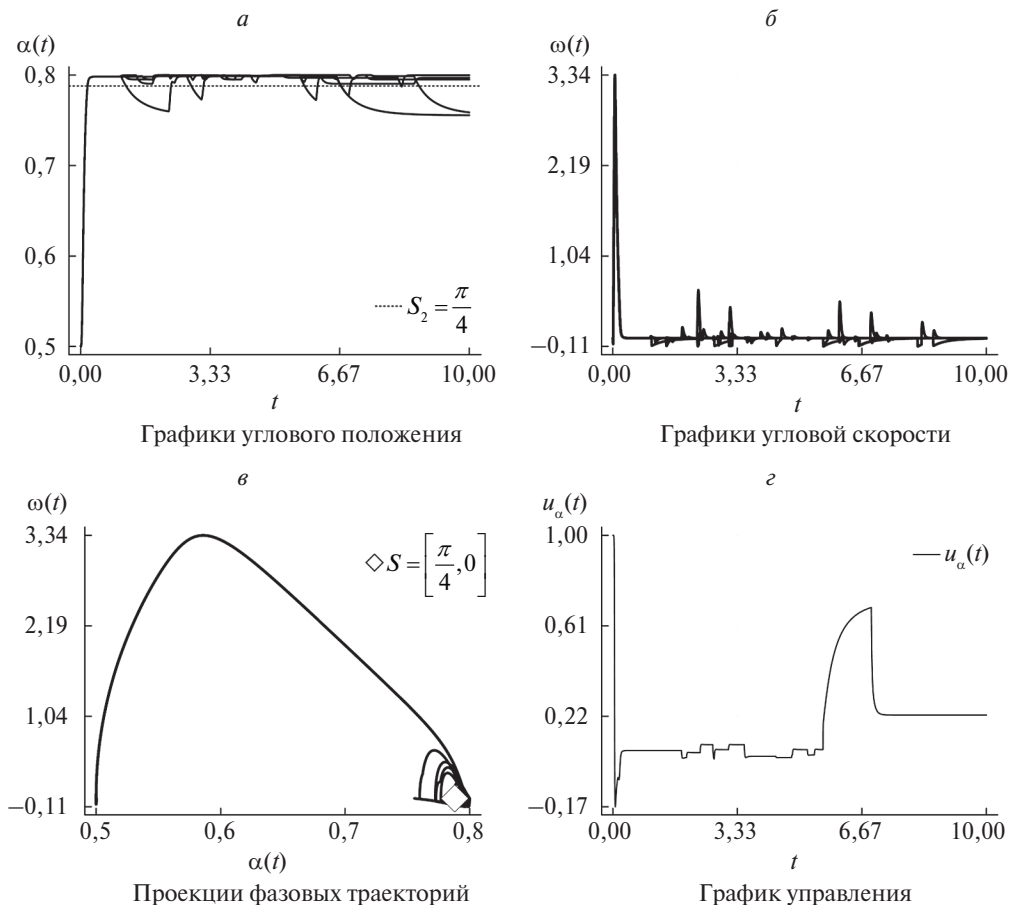 а
α(t)
0,8
0,7
0,6
0,5
0,00
3,33
6,67
10,00
t
S₂ = π/4
Графики углового положения
б
ω(t)
3,34
2,19
1,04
−0,11
0,00
3,33
6,67
10,00
t
Графики угловой скорости
в
ω(t)
3,34
2,19
1,04
−0,11
0,5
0,6
0,7
0,8
α(t)
S = [π/4, 0]
Проекции фазовых траекторий
г
uα(t)
1,00
0,61
0,22
−0,17
0,00
3,33
6,67
10,00
t
uα(t)
График управления